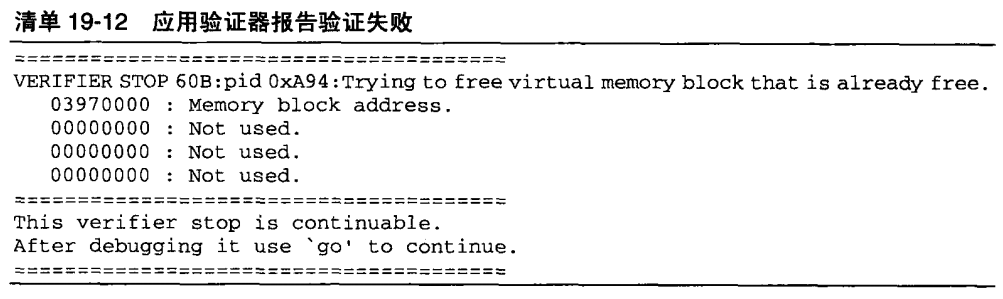 清单 19-12 应用验证器报告验证失败
=======================================
VERIFIER STOP 60B:pid 0xA94:Trying to free virtual memory block that is already free.
03970000 : Memory block address.
00000000 : Not used.
00000000 : Not used.
00000000 : Not used.
=======================================
This verifier stop is continuable.
After debugging it use `go' to continue.
=======================================